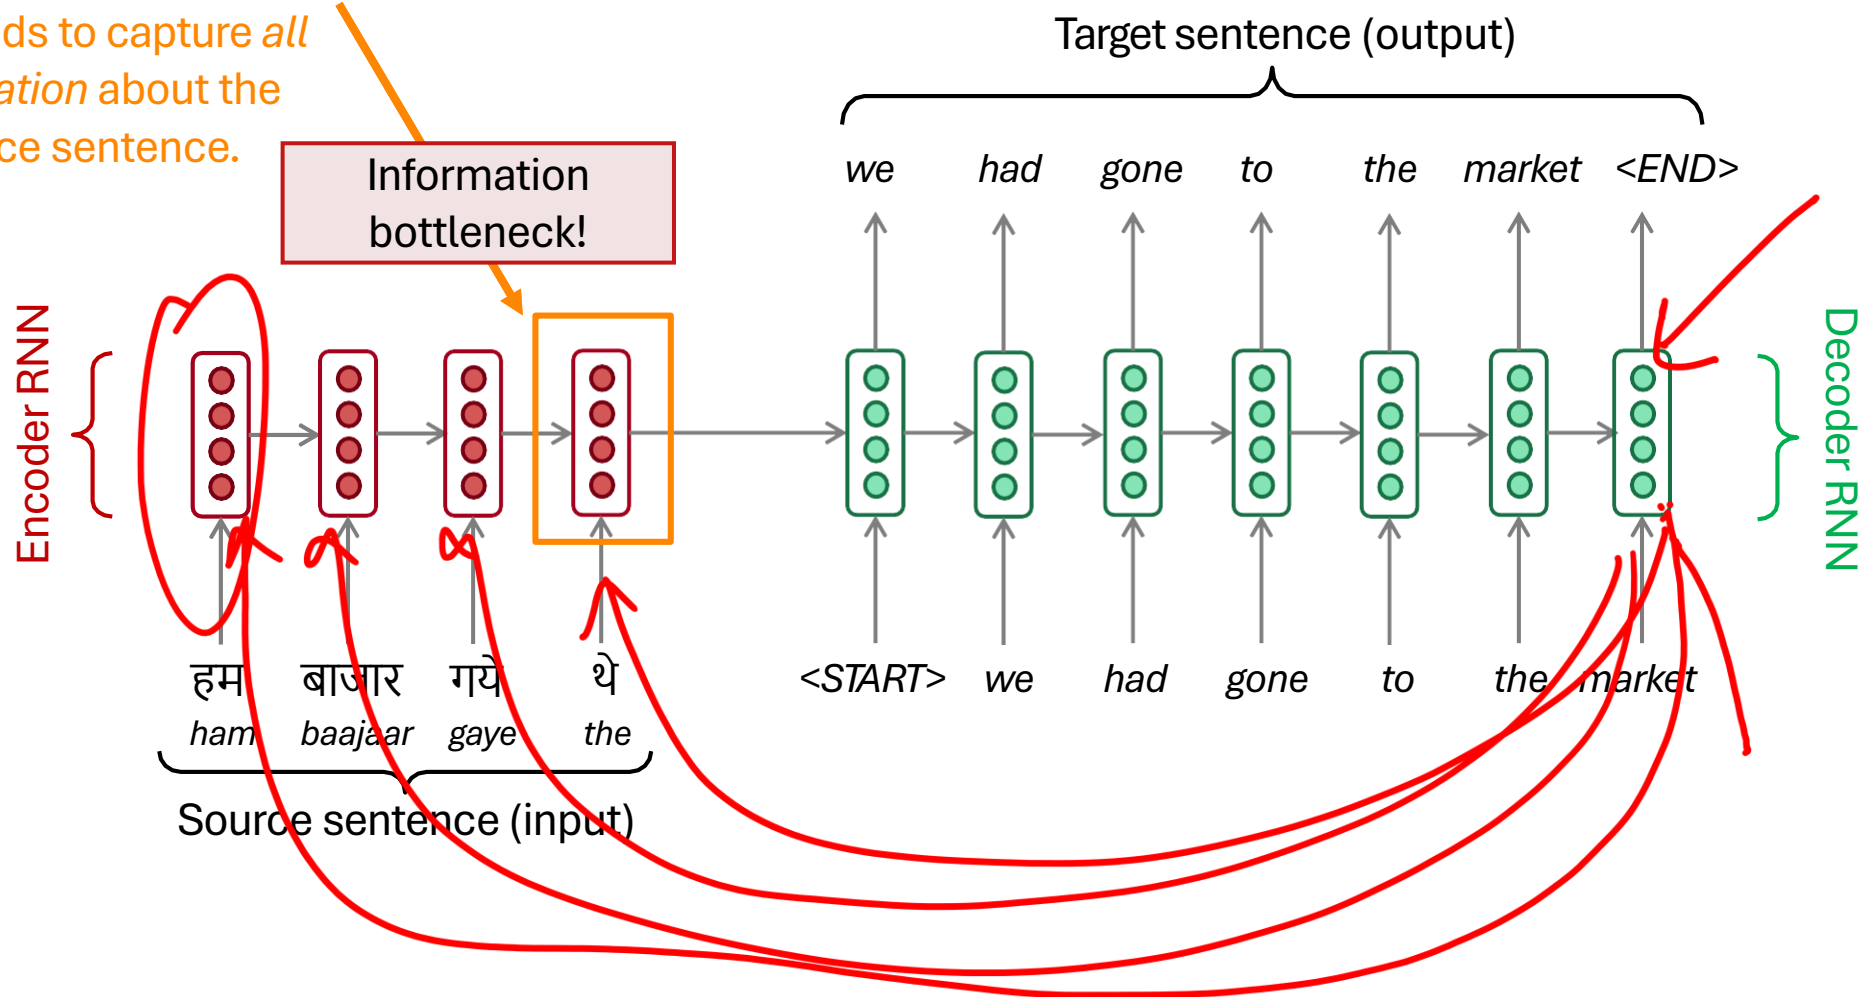 ds to capture all
ation about the
ce sentence.
Information
bottleneck!
Target sentence (output)
we had gone to the market <END>
Encoder RNN
Decoder RNN
हम बाजार गये थे
ham baajaar gaye the
Source sentence (input)
<START> we had gone to the market